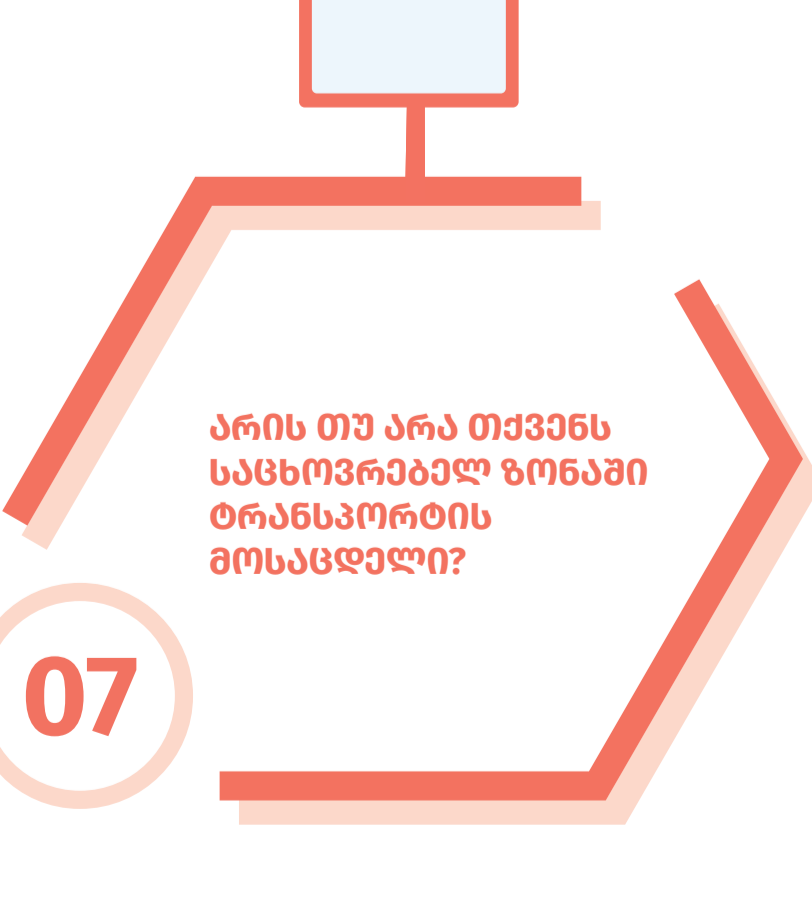 არის თუ არა თქვენს
საცხოვრებელ ზონაში
ტრანსპორტის
მოსაცდელი?
07